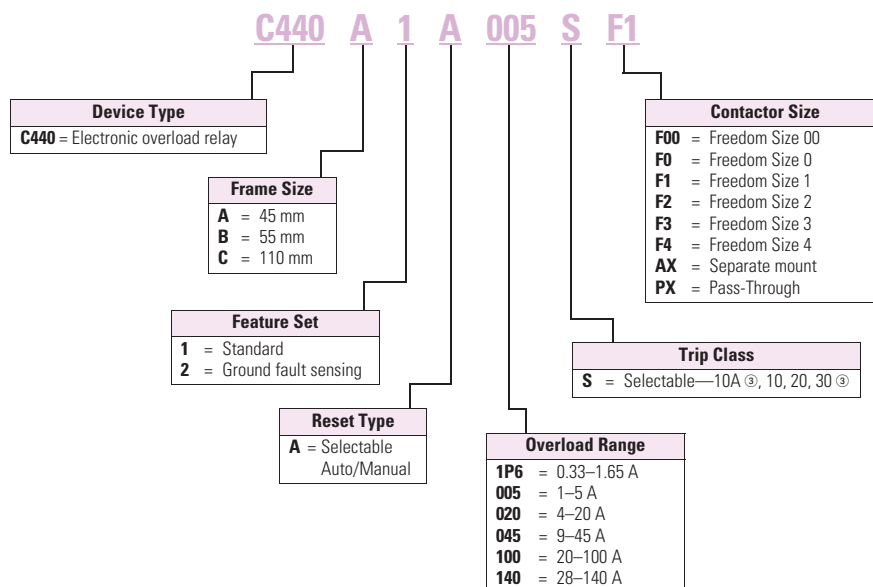 C440 A 1 A 005 S F1
Device Type
C440 = Electronic overload relay
Frame Size
A = 45 mm
B = 55 mm
C = 110 mm
Feature Set
1 = Standard
2 = Ground fault sensing
Reset Type
A = Selectable
Auto/Manual
Overload Range
1P6 = 0.33–1.65 A
005 = 1–5 A
020 = 4–20 A
045 = 9–45 A
100 = 20–100 A
140 = 28–140 A
Trip Class
S = Selectable—10A ③, 10, 20, 30 ③
Contactor Size
F00 = Freedom Size 00
F0 = Freedom Size 0
F1 = Freedom Size 1
F2 = Freedom Size 2
F3 = Freedom Size 3
F4 = Freedom Size 4
AX = Separate mount
PX = Pass-Through